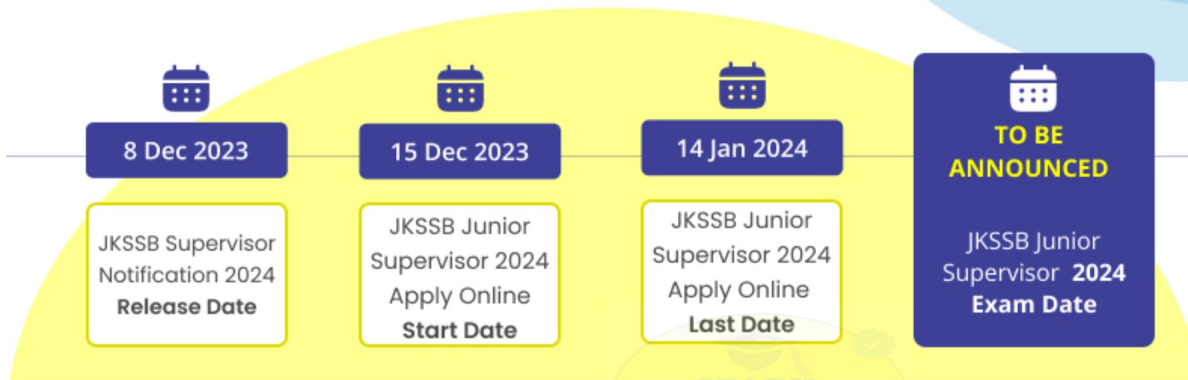 8 Dec 2023
JKSSB Supervisor
Notification 2024
Release Date
15 Dec 2023
JKSSB Junior
Supervisor 2024
Apply Online
Start Date
14 Jan 2024
JKSSB Junior
Supervisor 2024
Apply Online
Last Date
TO BE
ANNOUNCED
JKSSB Junior
Supervisor 2024
Exam Date